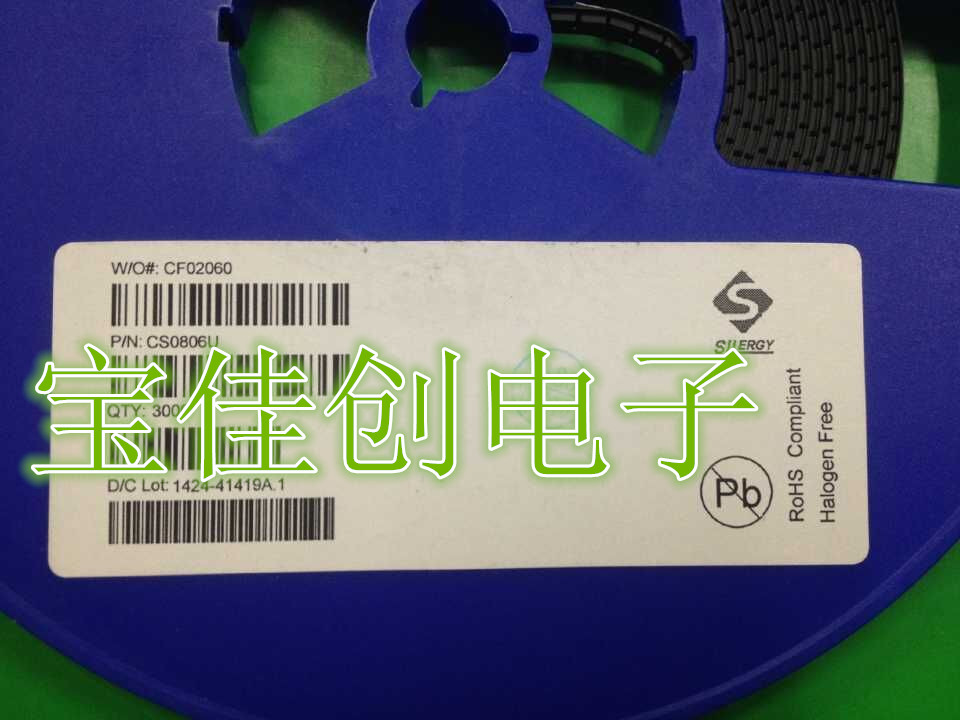 W/O#: CF02060
P/N: CS0806U
SILERGY
宝佳创电子
QTY: 300
D/C Lot: 1424-41419A.1
Pb
RoHS Compliant
Halogen Free